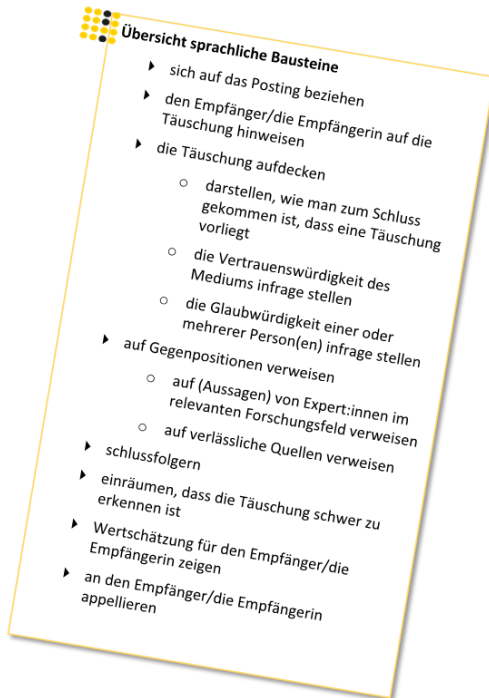 Übersicht sprachliche Bausteine
sich auf das Posting beziehen
den Empfänger/die Empfängerin auf die
Täuschung hinweisen
die Täuschung aufdecken
darstellen, wie man zum Schluss
gekommen ist, dass eine Täuschung
vorliegt
die Vertrauenswürdigkeit des
Mediums infrage stellen
die Glaubwürdigkeit einer oder
mehrerer Person(en) infrage stellen
auf Gegenpositionen verweisen
auf (Aussagen) von Expert:innen im
relevanten Forschungsfeld verweisen
auf verlässliche Quellen verweisen
schlussfolgern
einräumen, dass die Täuschung schwer zu
erkennen ist
Wertschätzung für den Empfänger/die
Empfängerin zeigen
an den Empfänger/die Empfängerin
appellieren